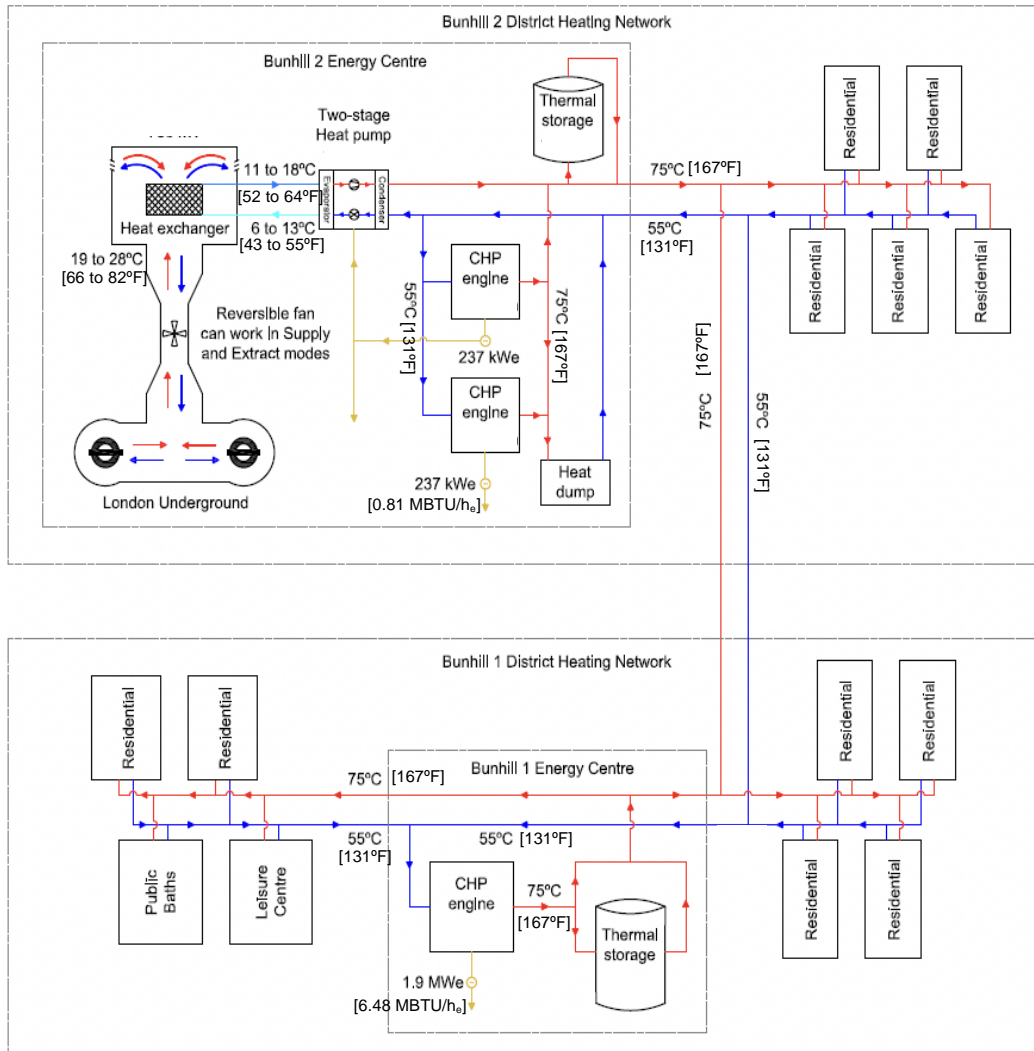 Bunhill 2 District Heating Network
Bunhill 2 Energy Centre
Two-stage
Heat pump
Thermal
storage
Residential
Residential
11 to 18ºC
[52 to 64ºF]
Evaporator
Condenser
75ºC [167ºF]
Heat exchanger
6 to 13ºC
[43 to 55ºF]
55ºC
[131ºF]
19 to 28ºC
[66 to 82ºF]
CHP
engine
Residential
Residential
Residential
55ºC [131ºF]
75ºC [167ºF]
Reversible fan
can work in Supply
and Extract modes
237 kWe
75ºC [167ºF]
55ºC [131ºF]
CHP
engine
Heat
dump
237 kWe
[0.81 MBTU/hₑ]
London Underground
Bunhill 1 District Heating Network
Residential
Residential
Residential
Residential
Bunhill 1 Energy Centre
75ºC [167ºF]
55ºC
[131ºF]
55ºC [131ºF]
Public
Baths
Leisure
Centre
CHP
engine
75ºC
[167ºF]
Thermal
storage
Residential
Residential
1.9 MWe
[6.48 MBTU/hₑ]